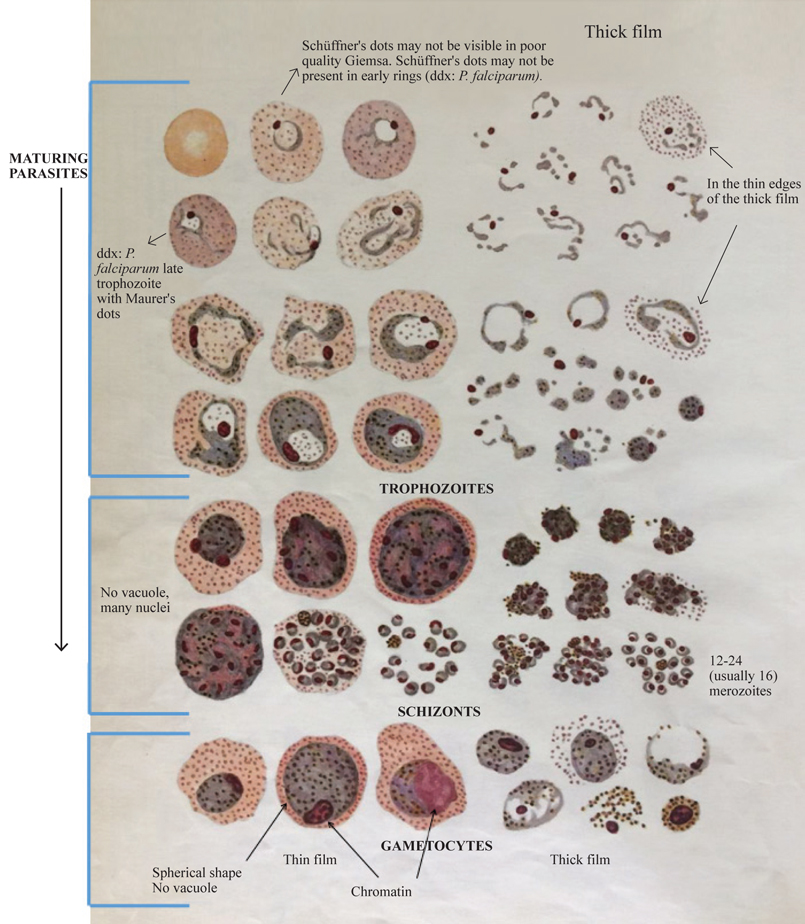 Thick film
Schüffner's dots may not be visible in poor
quality Giemsa. Schüffner's dots may not be
present in early rings (ddx: P. falciparum).
MATURING
PARASITES
In the thin edges
of the thick film
ddx: P.
falciparum late
trophozoite
with Maurer's
dots
TROPHOZOITES
No vacuole,
many nuclei
12-24
(usually 16)
merozoites
SCHIZONTS
GAMETOCYTES
Spherical shape
No vacuole
Thin film
Thick film
Chromatin